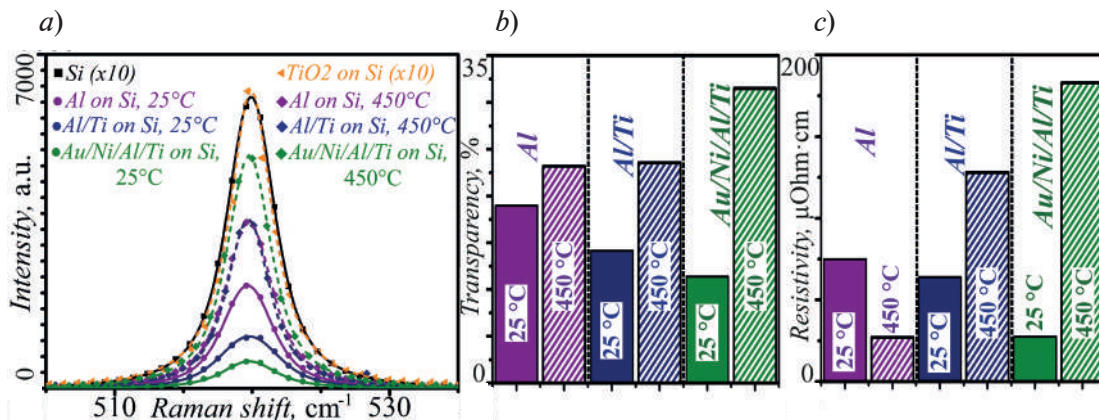 a)
b)
c)
7000
Si (x10)
TiO2 on Si (x10)
Al on Si, 25°C
Al on Si, 450°C
Al/Ti on Si, 25°C
Al/Ti on Si, 450°C
Au/Ni/Al/Ti on Si, 25°C
Au/Ni/Al/Ti on Si, 450°C
Intensity, a.u.
0
510
Raman shift, cm⁻¹
530
35
Transparency, %
0
Al
Al/Ti
Au/Ni/Al/Ti
25 °C
450 °C
25 °C
450 °C
25 °C
450 °C
200
Resistivity, μOhm·cm
0
Al
Al/Ti
Au/Ni/Al/Ti
25 °C
450 °C
25 °C
450 °C
25 °C
450 °C